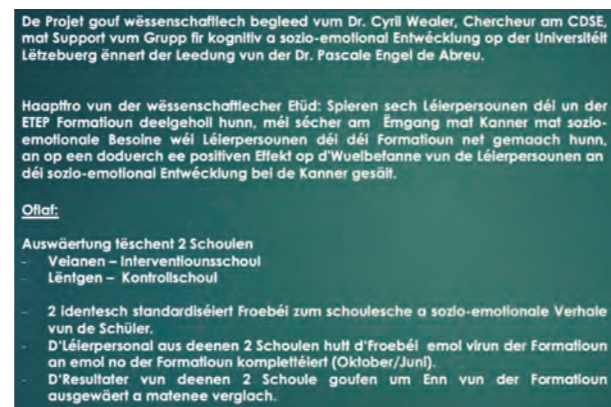 De Projet gouf wëssenschaftlech begleed vum Dr. Cyril Wealer, Chercheur am CDSE,
mat Support vum Grupp fir kognitiv a sozio-emotional Entwécklung op der Universitéit
Lëtzebuerg ënnert der Leedung vun der Dr. Pascale Engel de Abreu.
Haaptfro vun der wëssenschaftlecher Etüd: Spieren sech Léierpersounen déi un der
ETEP Formatioun deelgeholl hunn, méi sécher am Ëmgang mat Kanner mat sozio-
emotionale Besoine wéi Léierpersounen déi déi Formatioun net gemaach hunn,
an op een doduerch ee positiven Effekt op d'Wuelbefanne vun de Léierpersounen an
déi sozio-emotional Entwécklung bei de Kanner gesäit.
Oflaf:
Auswäertung tëschent 2 Schoulen
- Veianen – Interventiounsschoul
- Lëntgen – Kontrollschoul
- 2 identesch standardiséiert Froebéi zum schoulesche a sozio-emotionale Verhale
vun de Schüler.
- D'Léierpersonal aus deenen 2 Schoulen huft d'Froebéi emol virun der Formatioun
an emol no der Formatioun komplettéiert (Oktober/Juni).
- D'Resultater vun deenen 2 Schoule goufen um Enn vun der Formatioun
ausgewäert a matenee verglach.